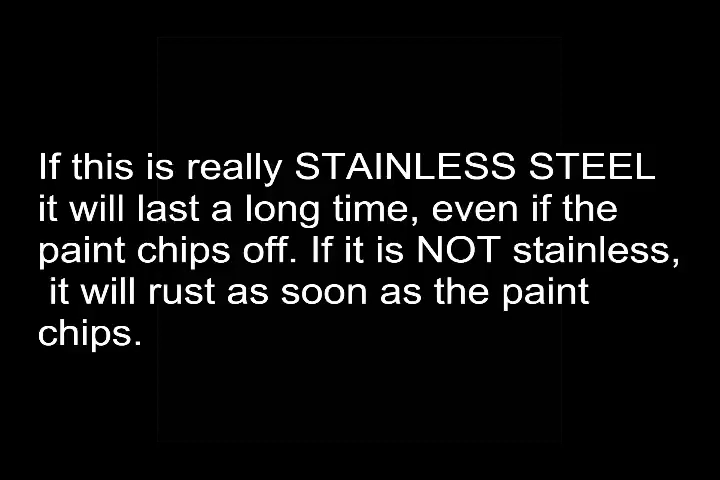 If this is really STAINLESS STEEL
it will last a long time, even if the
paint chips off. If it is NOT stainless,
it will rust as soon as the paint
chips.